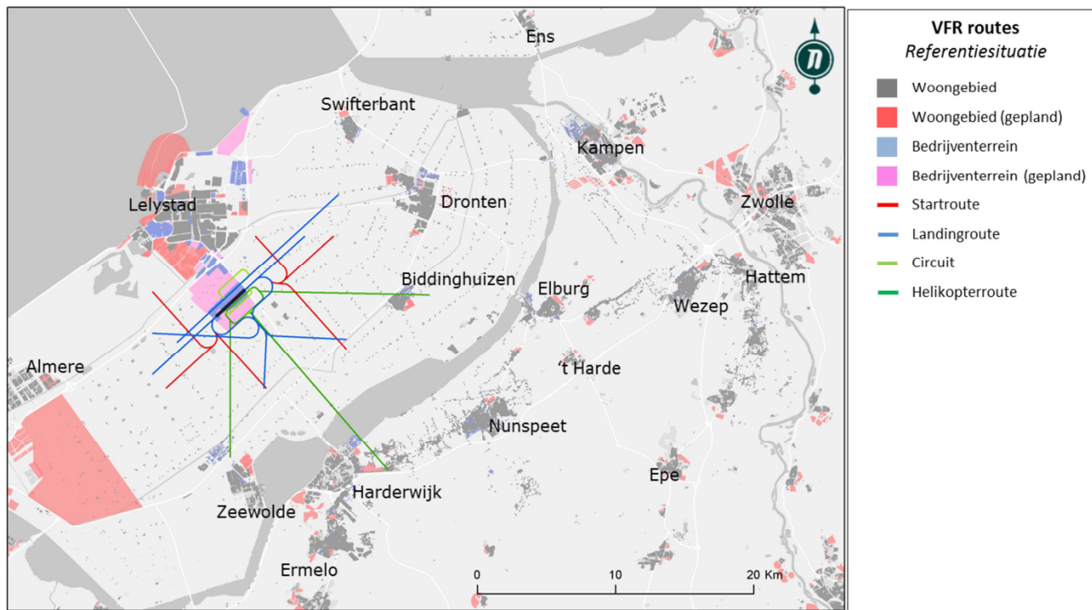 Ens
Swifterbant
Kampen
Lelystad
Dronten
Zwolle
Biddinghuizen
Elburg
Hattem
Wezep
Almere
't Harde
Nunspeet
Epe
Harderwijk
Zeewolde
Ermelo
0 10 20 Km
VFR routes
Referentiesituatie
Woongebied
Woongebied (gepland)
Bedrijventerrein
Bedrijventerrein (gepland)
Startroute
Landingroute
Circuit
Helikopterroute